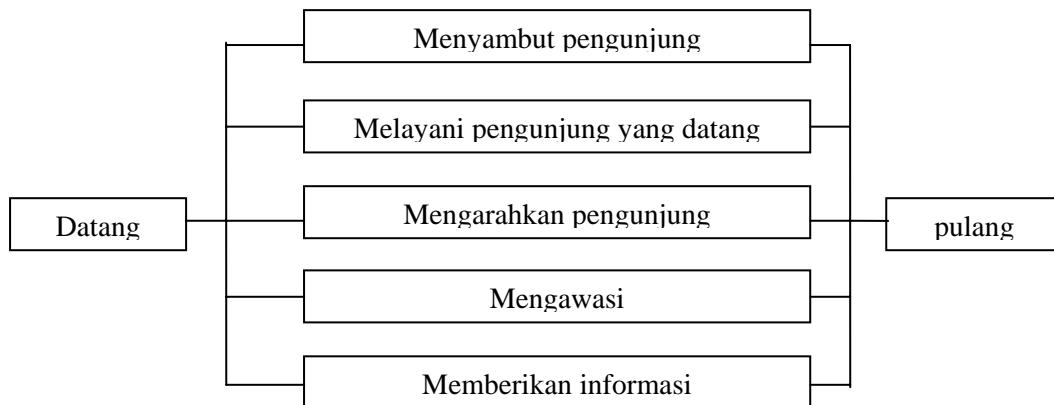 Menyambut pengunjung
Melayani pengunjung yang datang
Datang
Mengarahkan pengunjung
pulang
Mengawasi
Memberikan informasi